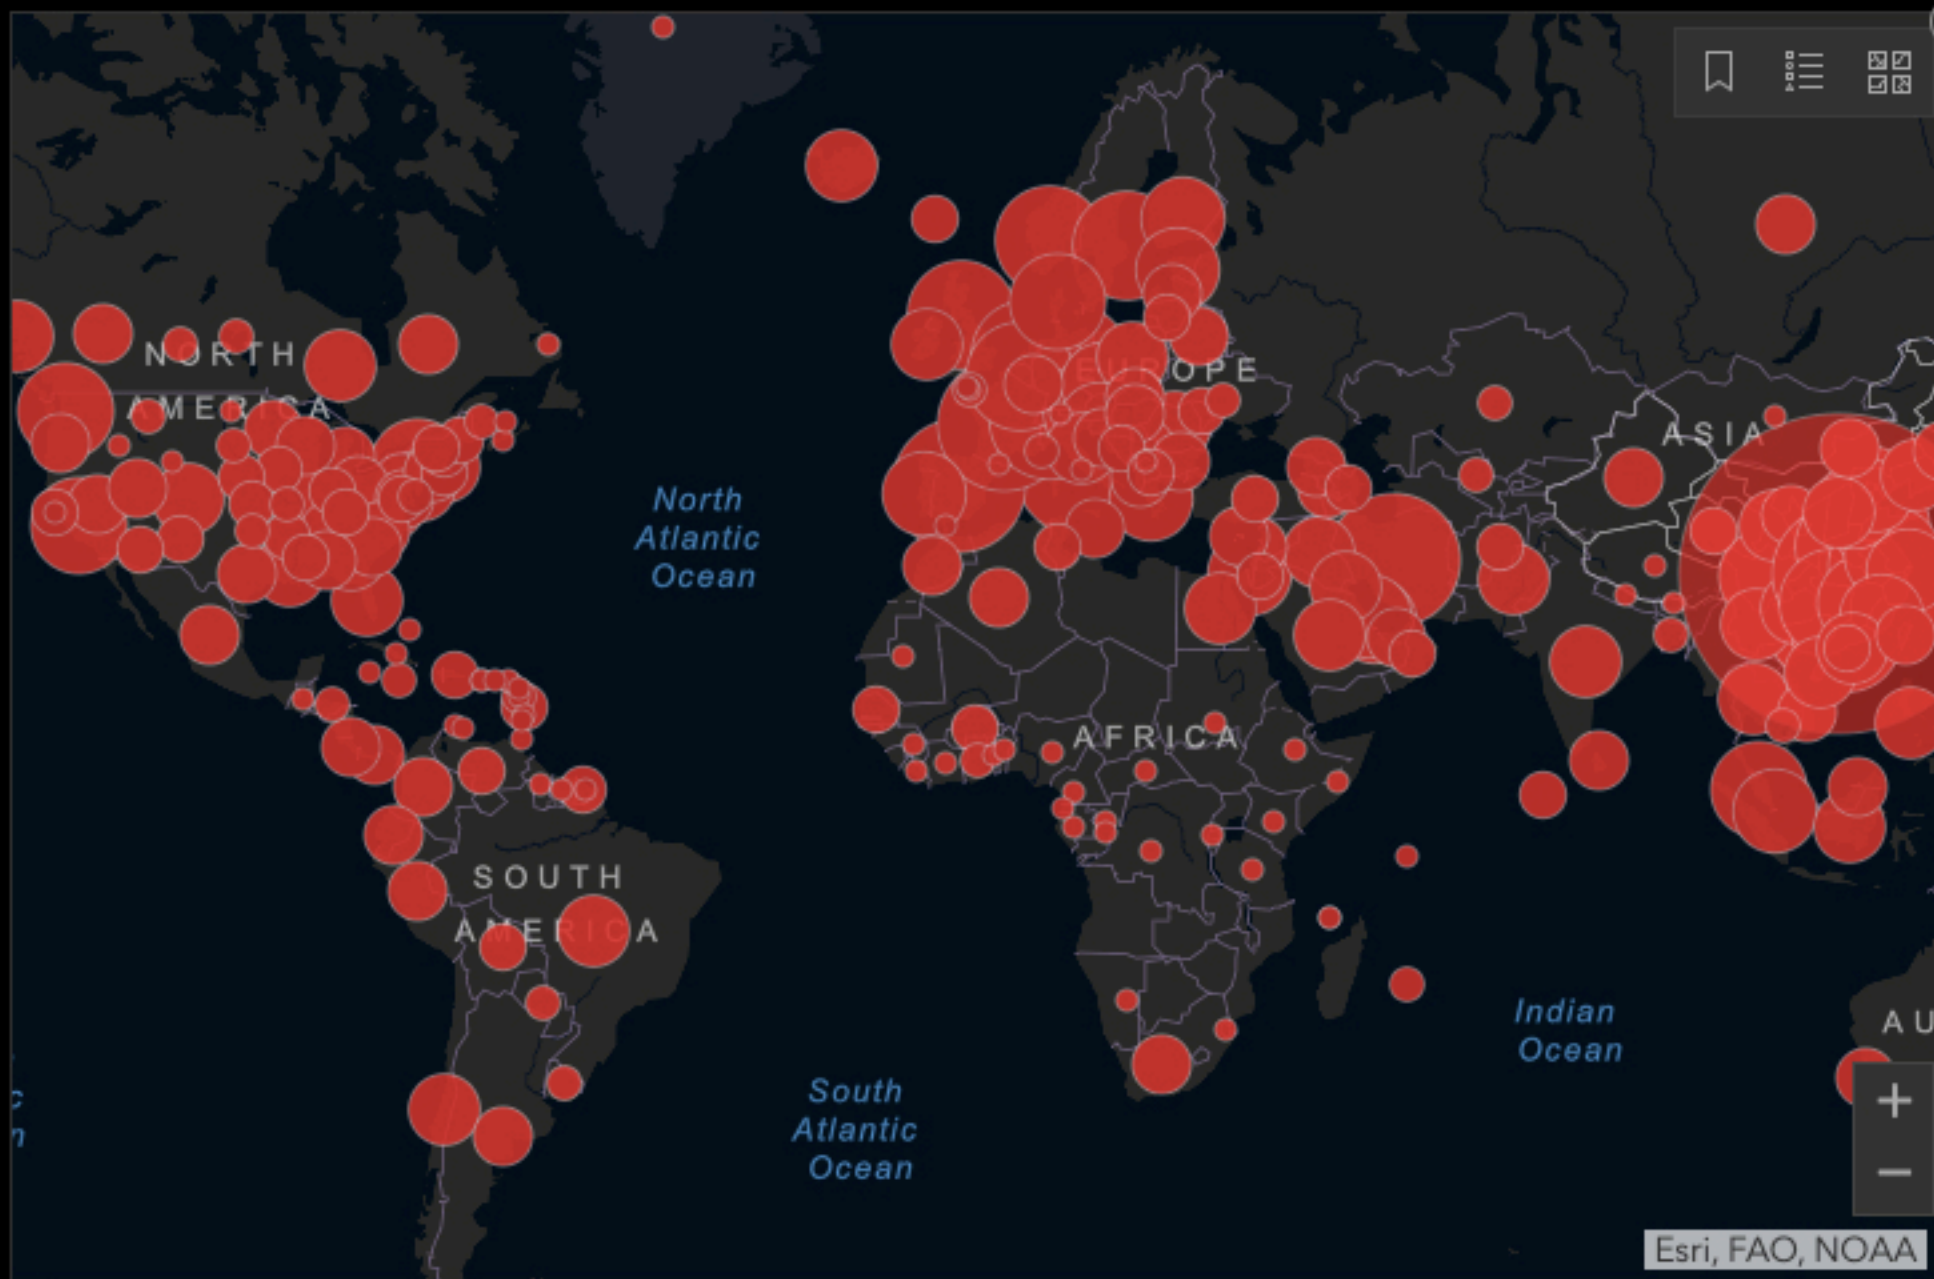 NORTH
AMERICA
EUROPE
ASIA
North
Atlantic
Ocean
AFRICA
SOUTH
AMERICA
Indian
Ocean
AU
South
Atlantic
Ocean
c
n
+
−
Esri, FAO, NOAA